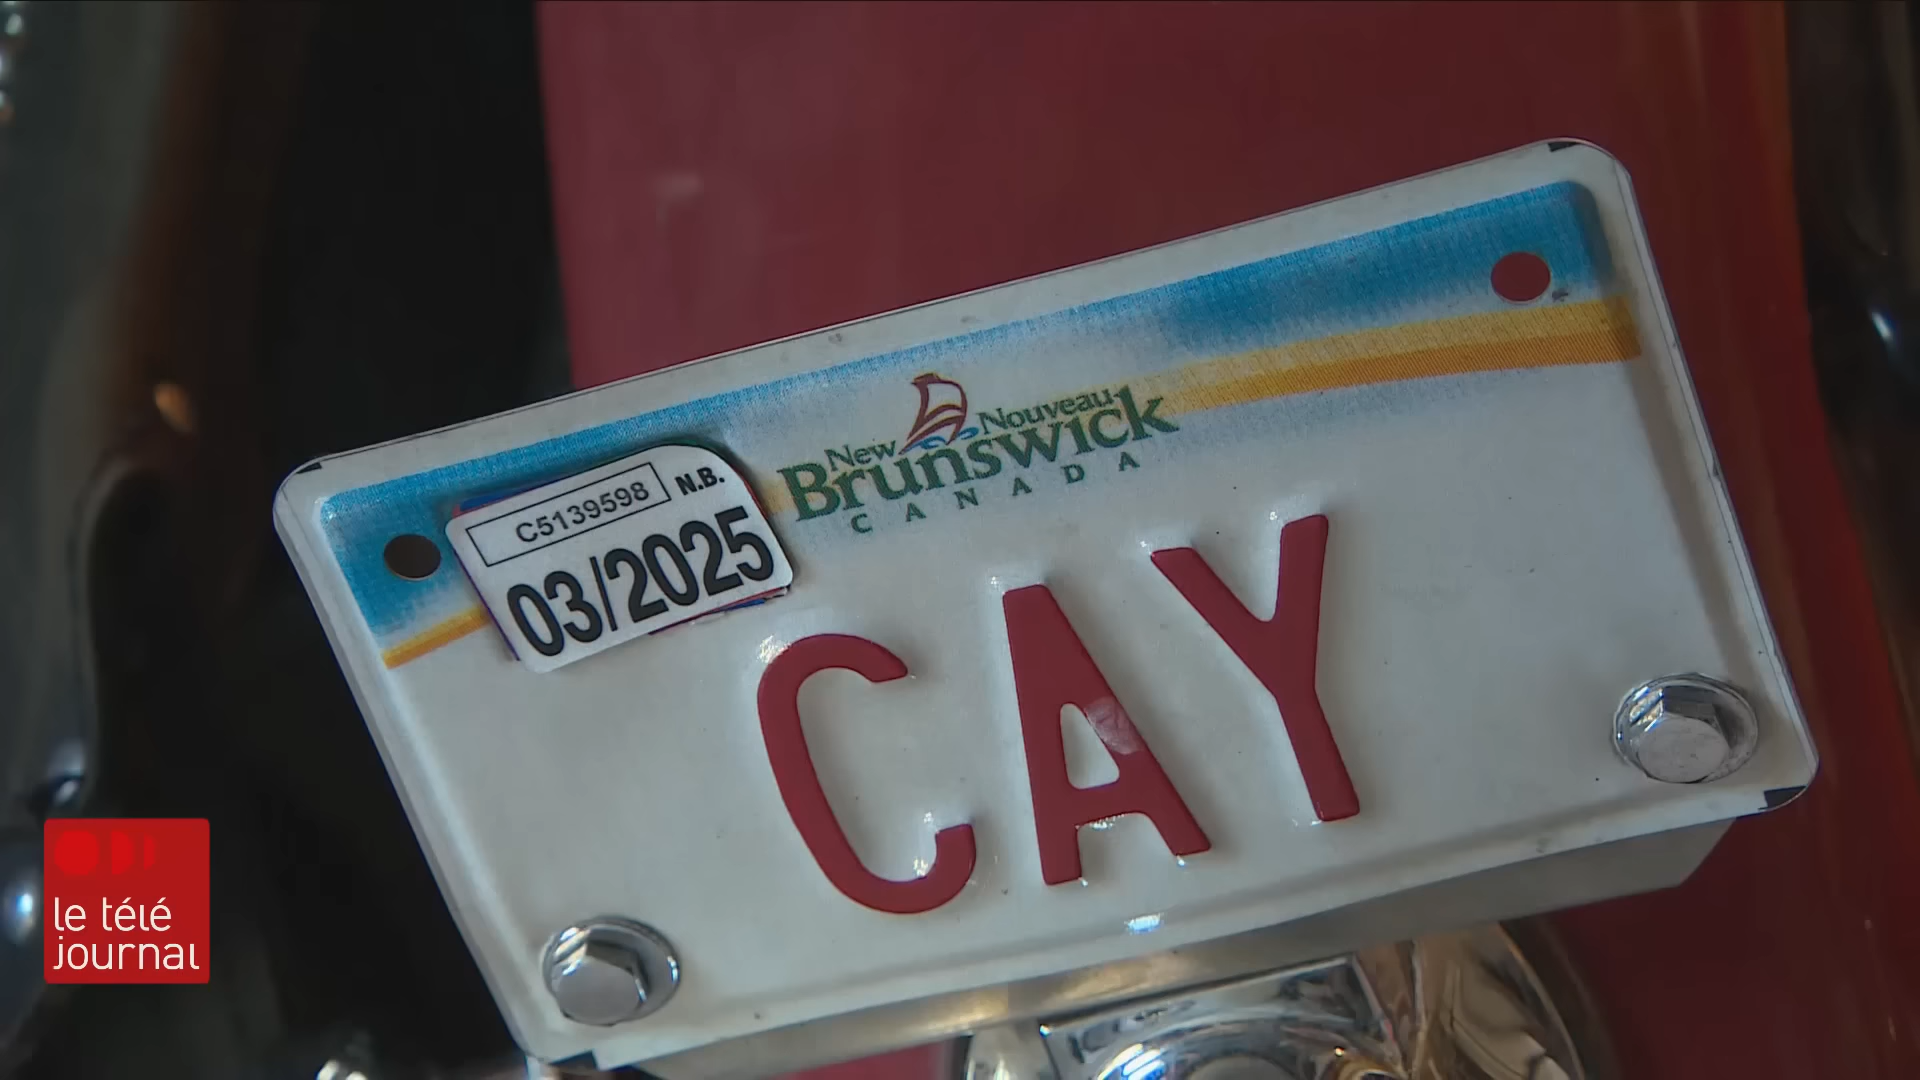 New Nouveau
Brunswick
CANADA
C5139598 N.B.
03/2025
CAY
le télé
journal